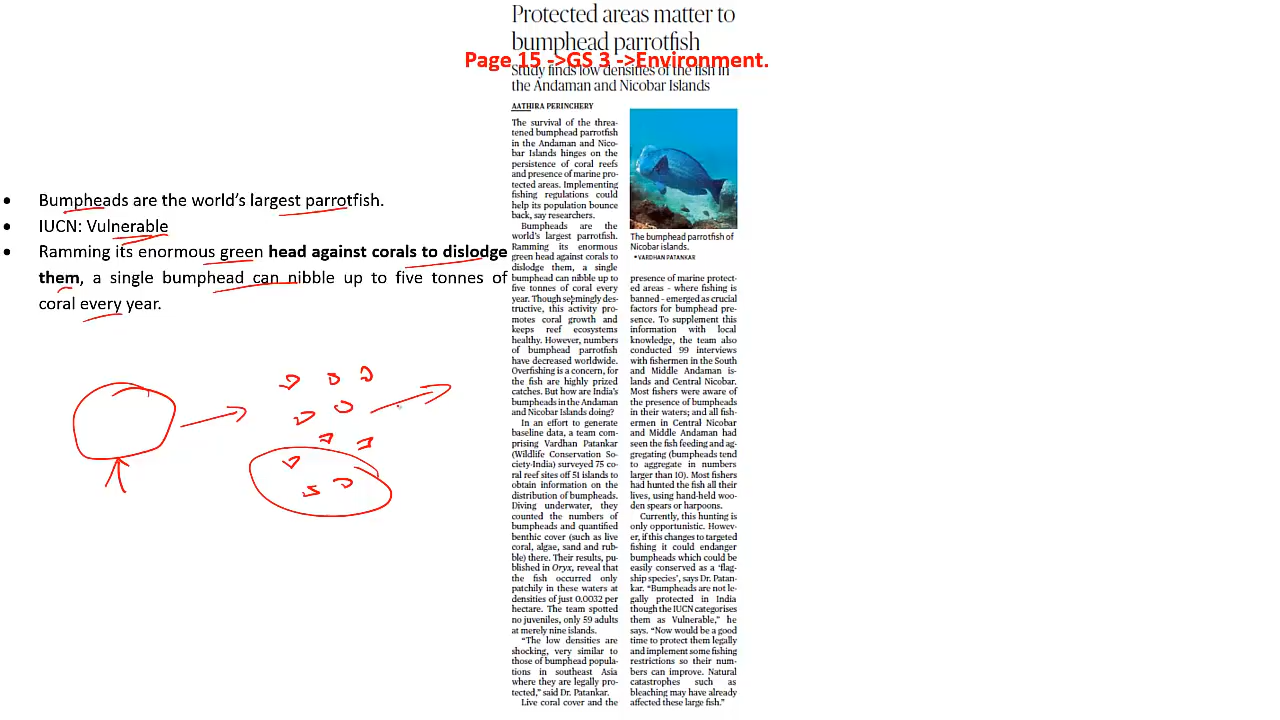 Protected areas matter to
bumphead parrotfish
Page 15 ->GS 3 ->Environment.
Study finds low densities of the fish in
the Andaman and Nicobar Islands
• Bumpheads are the world's largest parrotfish.
• IUCN: Vulnerable
• Ramming its enormous green head against corals to dislodge
them, a single bumphead can nibble up to five tonnes of
coral every year.
AATHIRA PERINCHERY
The survival of the threa-
tened bumphead parrotfish
in the Andaman and Nico-
bar Islands hinges on the
persistence of coral reefs
and presence of marine pro-
tected areas. Implementing
fishing regulations could
help its population bounce
back, say researchers.
Bumpheads are the
world's largest parrotfish.
Ramming its enormous
green head against corals to
dislodge them, a single
bumphead can nibble up to
five tonnes of coral every
year. Though seemingly des-
tructive, this activity pro-
motes coral growth and
keeps reef ecosystems
healthy. However, numbers
of bumphead parrotfish
have decreased worldwide.
Overfishing is a concern, for
the fish are highly prized
catches. But how are India's
bumpheads in the Andaman
and Nicobar Islands doing?
In an effort to generate
baseline data, a team com-
prising Vardhan Patankar
(Wildlife Conservation So-
ciety-India) surveyed 75 co-
ral reef sites off 51 islands to
obtain information on the
distribution of bumpheads.
Diving underwater, they
counted the numbers of
bumpheads and quantified
benthic cover (such as live
coral, algae, sand and rub-
ble) there. Their results, pu-
blished in Oryx, reveal that
the fish occurred only
patchily in these waters at
densities of just 0.0032 per
hectare. The team spotted
no juveniles, only 59 adults
at merely nine islands.
"The low densities are
shocking, very similar to
those of bumphead popula-
tions in southeast Asia
where they are legally pro-
tected," said Dr. Patankar.
Live coral cover and the
The bumphead parrotfish of
Nicobar islands.
• VARDHAN PATANKAR
presence of marine protect-
ed areas – where fishing is
banned – emerged as crucial
factors for bumphead pre-
sence. To supplement this
information with local
knowledge, the team also
conducted 99 interviews
with fishermen in the South
and Middle Andaman is-
lands and Central Nicobar.
Most fishers were aware of
the presence of bumpheads
in their waters; and all fish-
ermen in Central Nicobar
and Middle Andaman had
seen the fish feeding and ag-
gregating (bumpheads tend
to aggregate in numbers
larger than 10). Most fishers
had hunted the fish all their
lives, using hand-held woo-
den spears or harpoons.
Currently, this hunting is
only opportunistic. Howev-
er, if this changes to targeted
fishing it could endanger
bumpheads which could be
easily conserved as a 'flag-
ship species', says Dr. Patan-
kar. "Bumpheads are not le-
gally protected in India
though the IUCN categorises
them as Vulnerable," he
says. "Now would be a good
time to protect them legally
and implement some fishing
restrictions so their num-
bers can improve. Natural
catastrophes such as
bleaching may have already
affected these large fish."